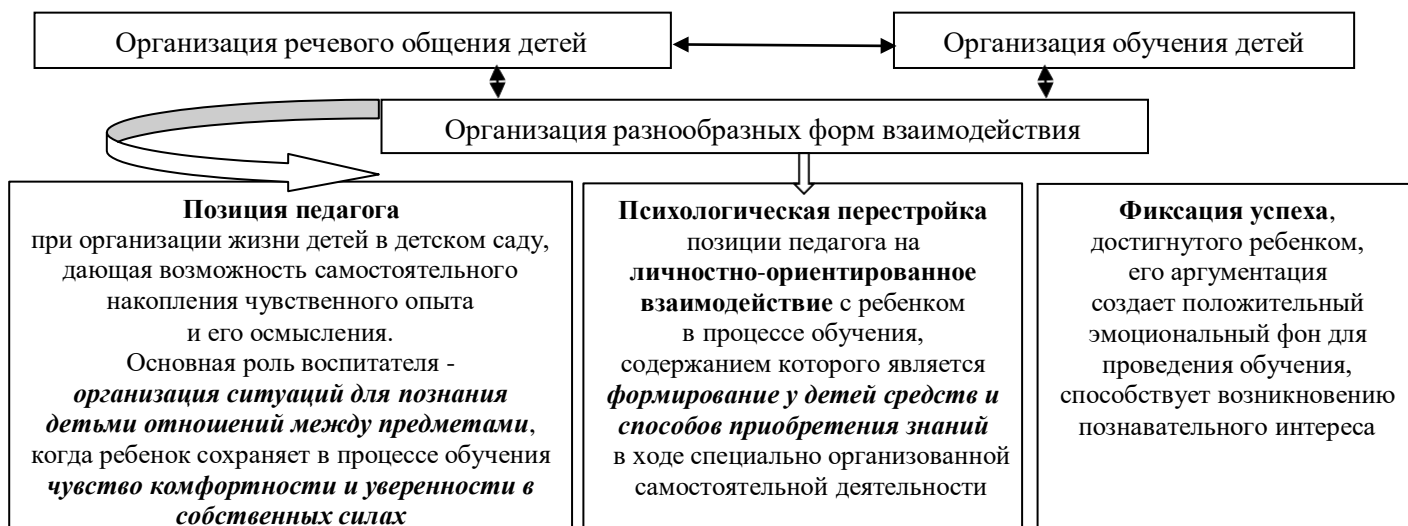 Организация речевого общения детей
Организация обучения детей
Организация разнообразных форм взаимодействия
Позиция педагога
при организации жизни детей в детском саду,
дающая возможность самостоятельного
накопления чувственного опыта
и его осмысления.
Основная роль воспитателя -
организация ситуаций для познания
детьми отношений между предметами,
когда ребенок сохраняет в процессе обучения
чувство комфортности и уверенности в
собственных силах
Психологическая перестройка
позиции педагога на
личностно-ориентированное
взаимодействие с ребенком
в процессе обучения,
содержанием которого является
формирование у детей средств и
способов приобретения знаний
в ходе специально организованной
самостоятельной деятельности
Фиксация успеха,
достигнутого ребенком,
его аргументация
создает положительный
эмоциональный фон для
проведения обучения,
способствует возникновению
познавательного интереса